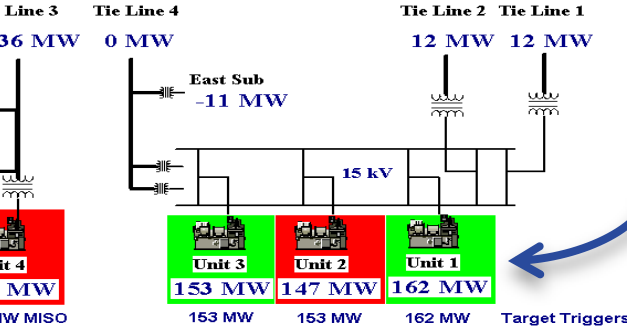 Line 3 Tie Line 4 Tie Line 2 Tie Line 1
36 MW 0 MW 12 MW 12 MW
East Sub
-11 MW
15 kV
it 4 Unit 3 Unit 2 Unit 1
MW 153 MW 147 MW 162 MW
MW MISO 153 MW 153 MW 162 MW Target Triggers